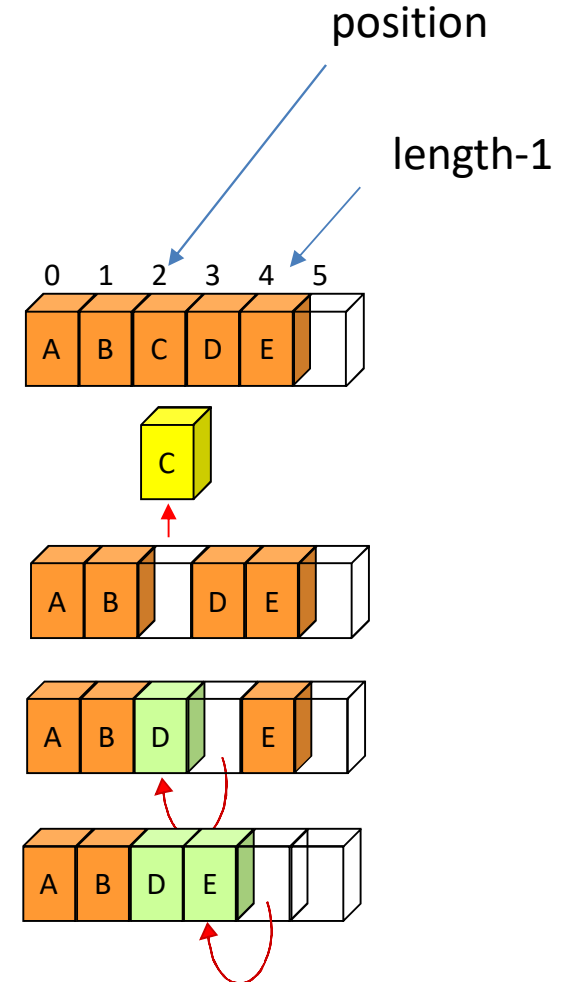 position
length-1
0 1 2 3 4 5
A B C D E
C
A B D E
A B D E
A B D E